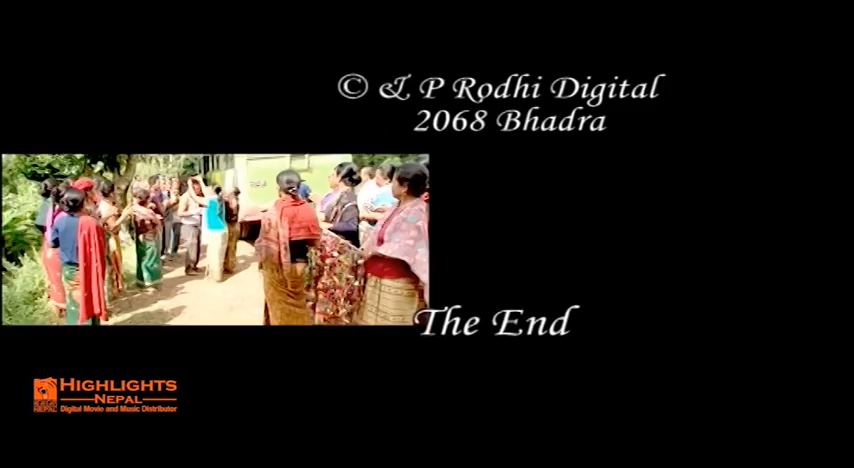 © & P Rodhi Digital
2068 Bhadra
The End
HIGHLIGHTS
NEPAL
Digital Movie and Music Distributor